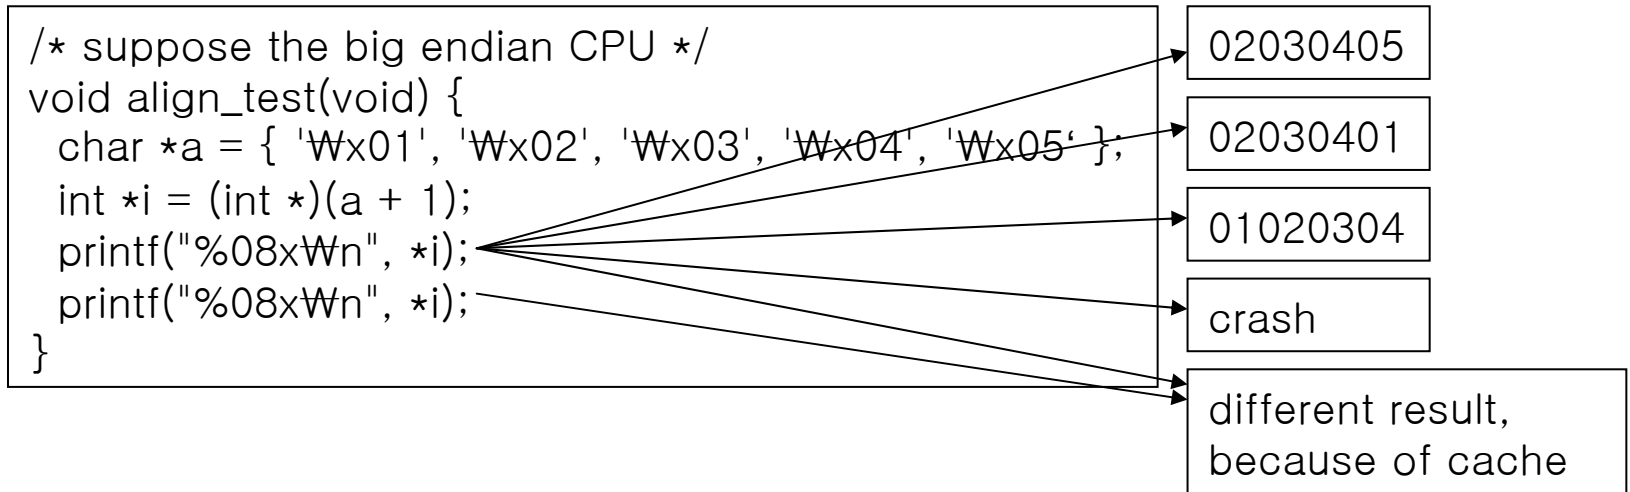 /* suppose the big endian CPU */
void align_test(void) {
  char *a = { '₩x01', '₩x02', '₩x03', '₩x04', '₩x05‘ };
  int *i = (int *)(a + 1);
  printf("%08x₩n", *i);
  printf("%08x₩n", *i);
}
02030405
02030401
01020304
crash
different result,
because of cache